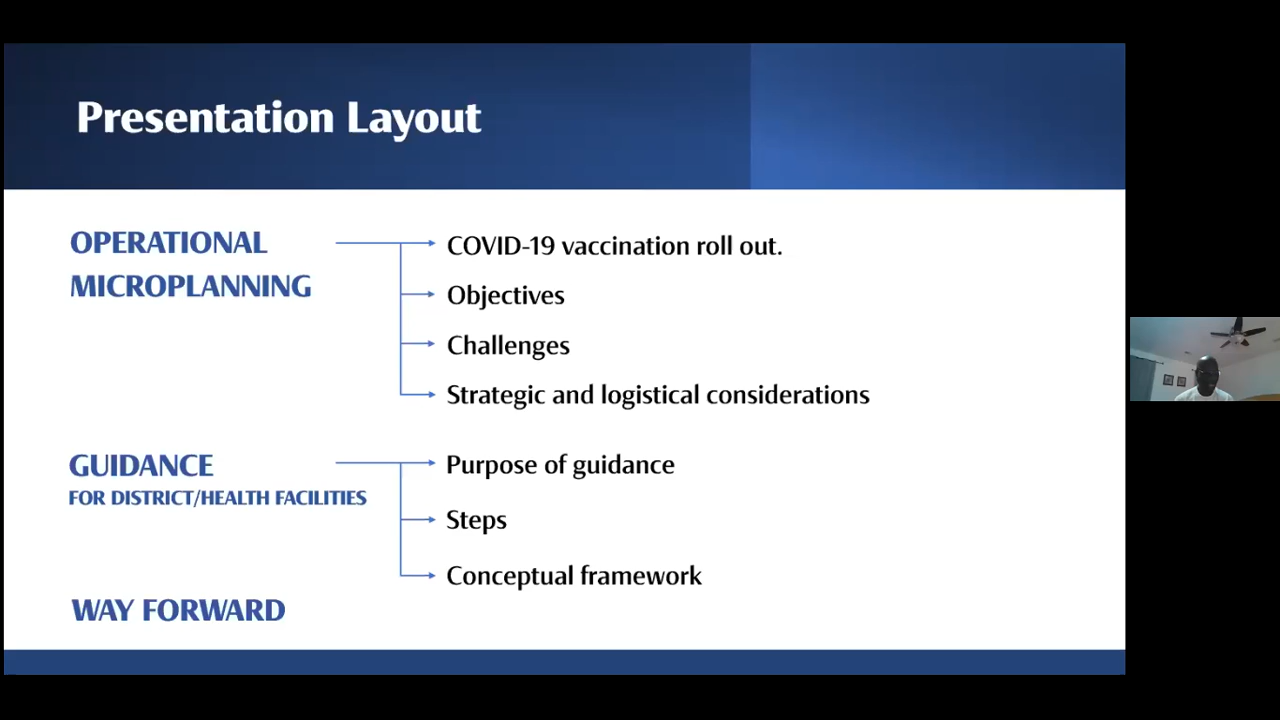 Presentation Layout
OPERATIONAL
MICROPLANNING
COVID-19 vaccination roll out.
Objectives
Challenges
Strategic and logistical considerations
GUIDANCE
FOR DISTRICT/HEALTH FACILITIES
Purpose of guidance
Steps
Conceptual framework
WAY FORWARD